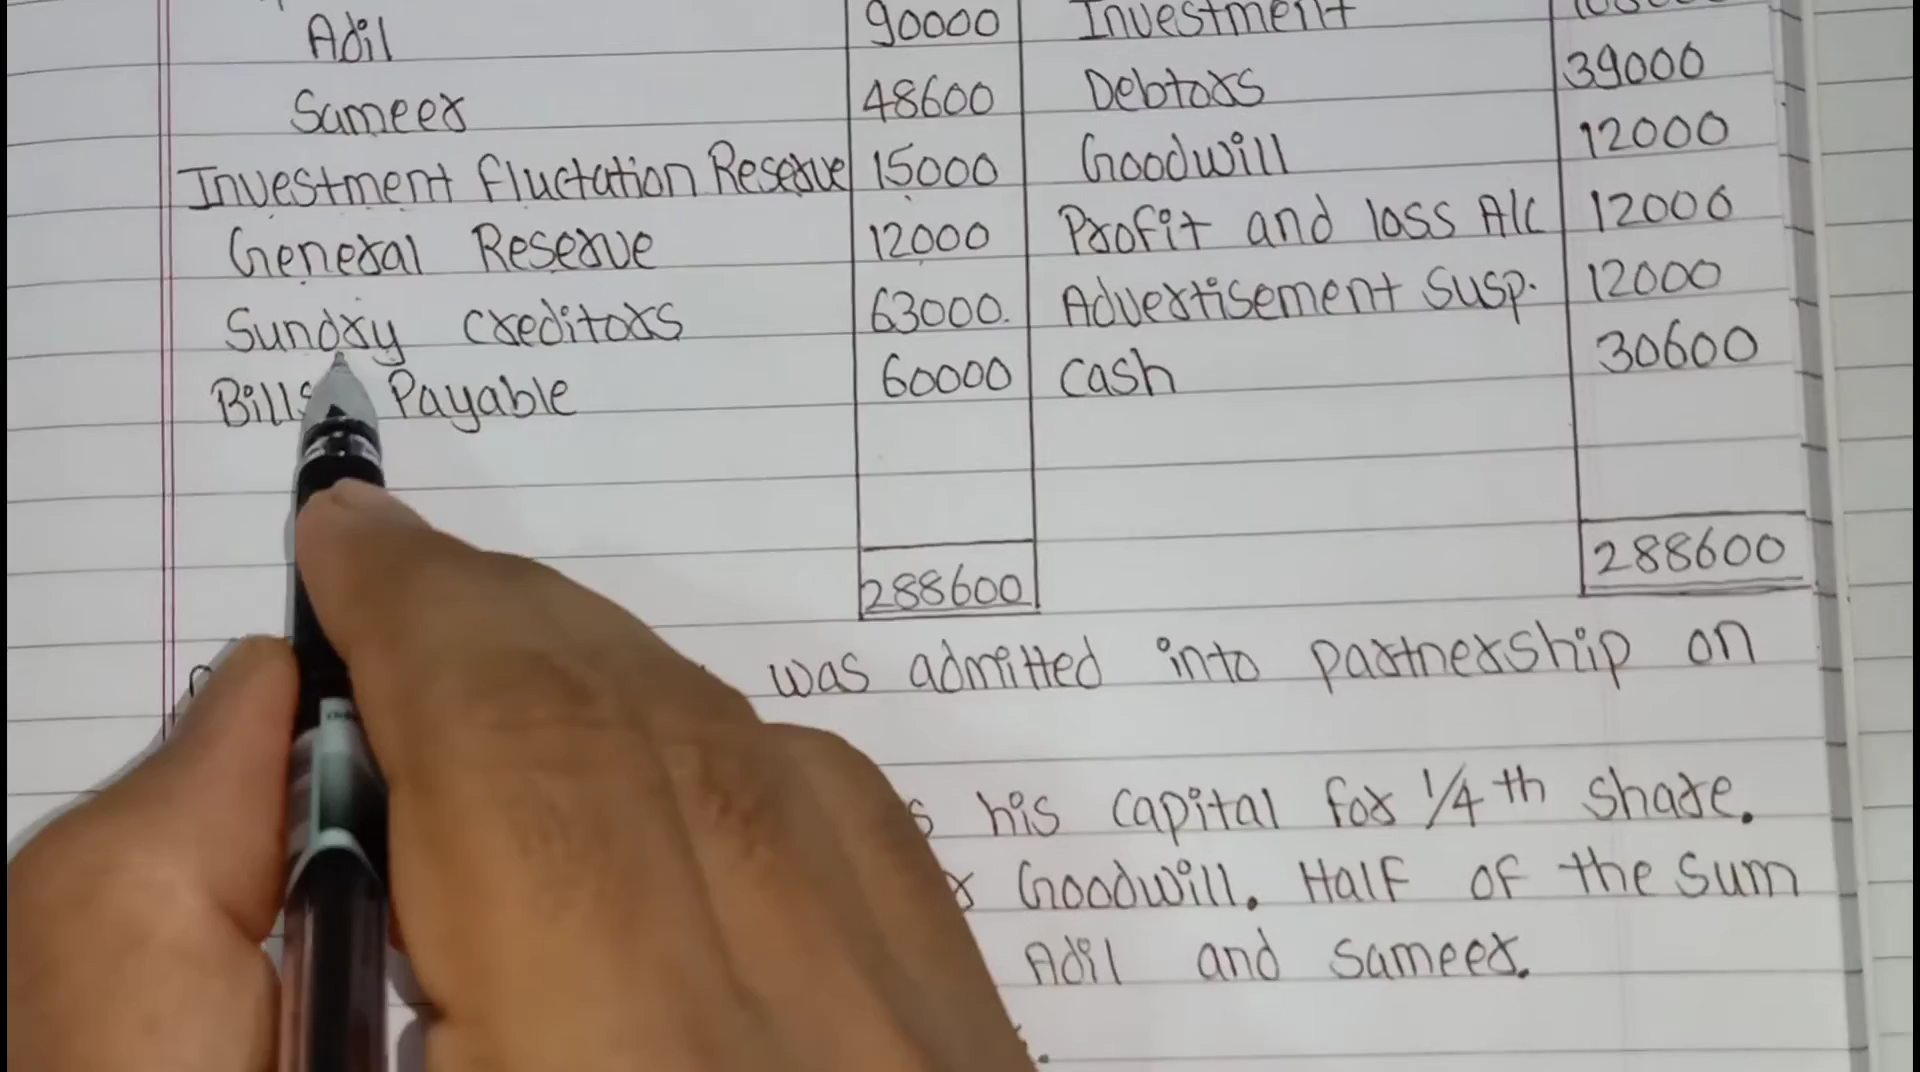 Adil 90000 Investment
Sameer 48600 Debtors 39000
Investment Fluctation Reserve 15000 Goodwill 12000
General Reserve 12000 Profit and loss A/c 12000
Sundry creditors 63000. Advertisement Susp. 12000
Bills Payable 60000 Cash 30600
288600 288600
was admitted into partnership on
his capital for 1/4 th share.
Goodwill. Half of the sum
Adil and Sameer.